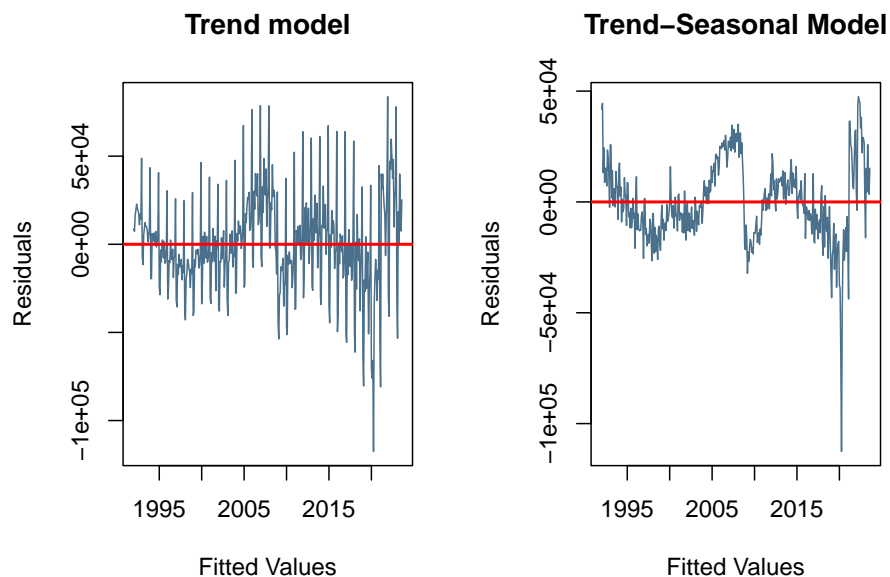 Trend model
Residuals
5e+04
0e+00
−1e+05
1995
2005
2015
Fitted Values
Trend−Seasonal Model
Residuals
5e+04
0e+00
−5e+04
−1e+05
1995
2005
2015
Fitted Values